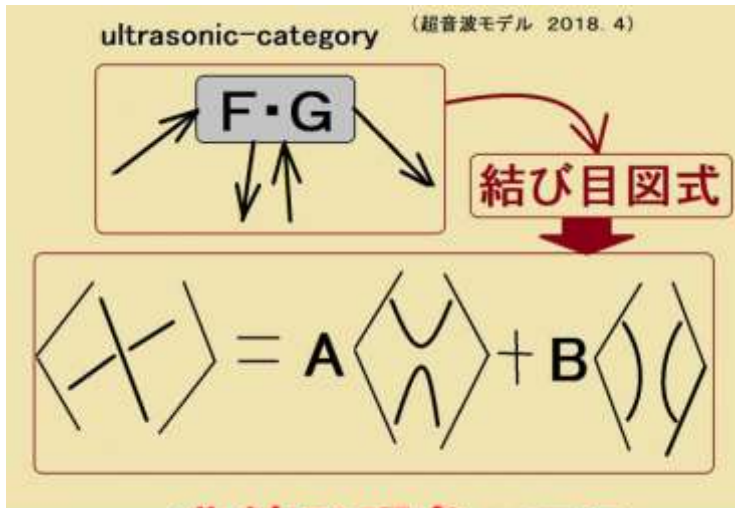 ultrasonic-category
(超音波モデル 2018. 4)
F・G
結び目図式
= A + B